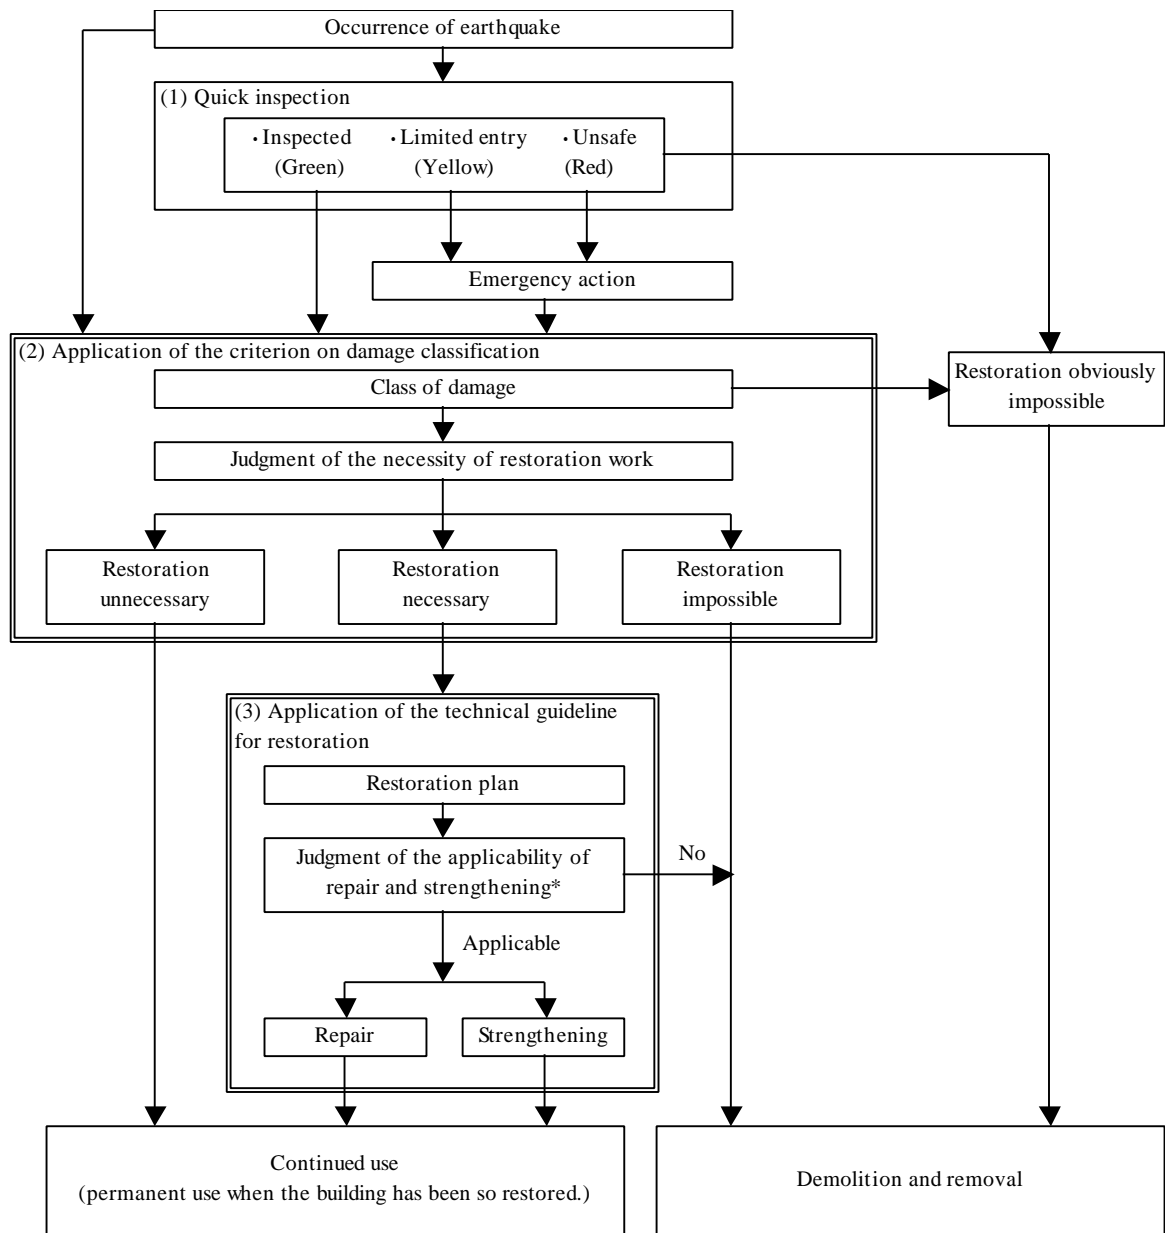 Occurrence of earthquake
(1) Quick inspection
・Inspected ・Limited entry ・Unsafe
(Green) (Yellow) (Red)
Emergency action
(2) Application of the criterion on damage classification
Class of damage
Restoration obviously
impossible
Judgment of the necessity of restoration work
Restoration
unnecessary
Restoration
necessary
Restoration
impossible
(3) Application of the technical guideline
for restoration
Restoration plan
Judgment of the applicability of
repair and strengthening*
No
Applicable
Repair
Strengthening
Continued use
(permanent use when the building has been so restored.)
Demolition and removal